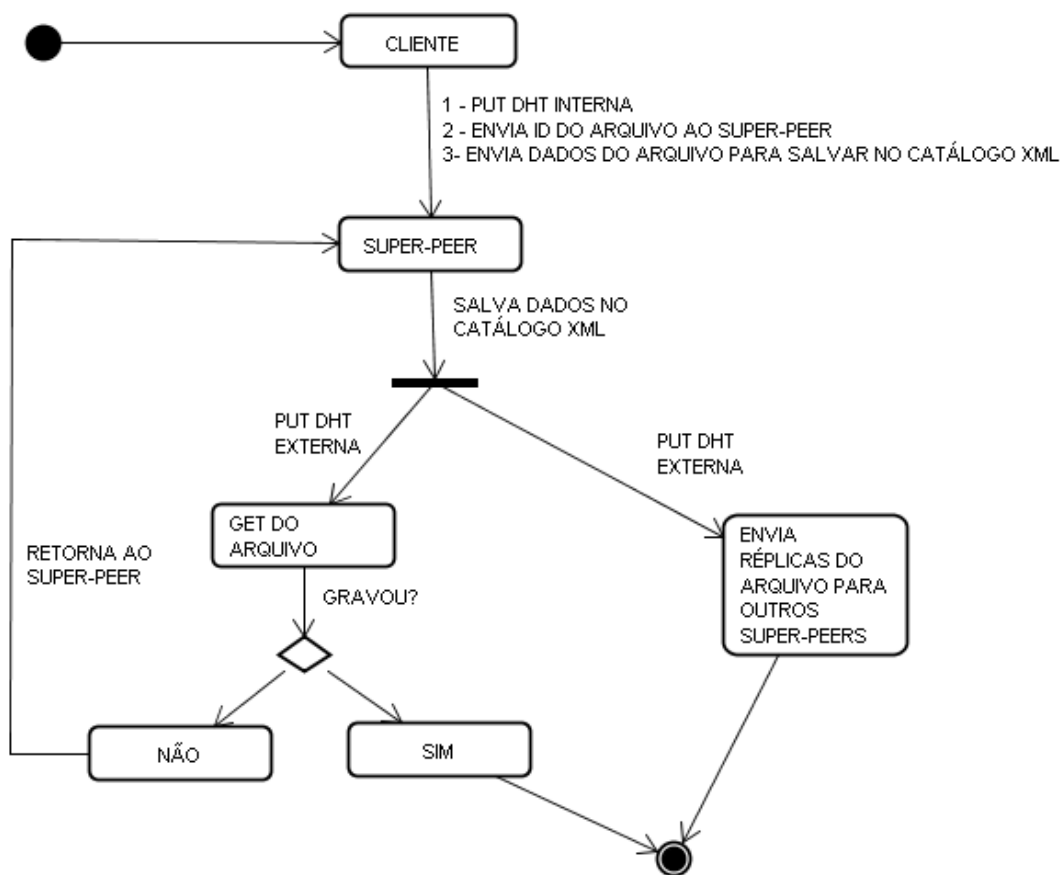 CLIENTE
1 - PUT DHT INTERNA
2 - ENVIA ID DO ARQUIVO AO SUPER-PEER
3- ENVIA DADOS DO ARQUIVO PARA SALVAR NO CATÁLOGO XML
SUPER-PEER
SALVA DADOS NO
CATÁLOGO XML
PUT DHT
EXTERNA
PUT DHT
EXTERNA
GET DO
ARQUIVO
ENVIA
RÉPLICAS DO
ARQUIVO PARA
OUTROS
SUPER-PEERS
RETORNA AO
SUPER-PEER
GRAVOU?
NÃO
SIM